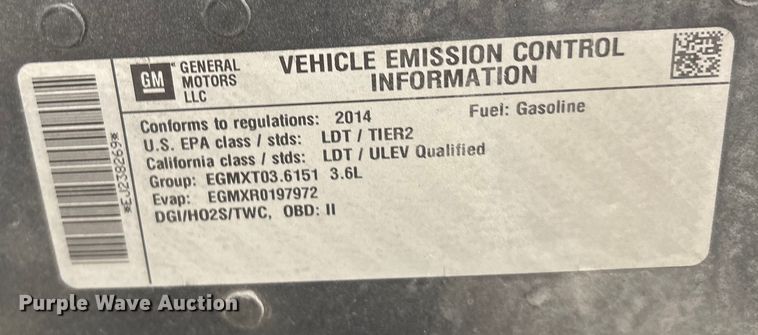 GM
GENERAL MOTORS LLC
VEHICLE EMISSION CONTROL
INFORMATION
Conforms to regulations: 2014
Fuel: Gasoline
U.S. EPA class / stds: LDT / TIER2
California class / stds: LDT / ULEV Qualified
Group: EGMXT03.6151 3.6L
Evap: EGMXR0197972
DGI/HO2S/TWC, OBD: II
*EJ238269*
Purple Wave Auction